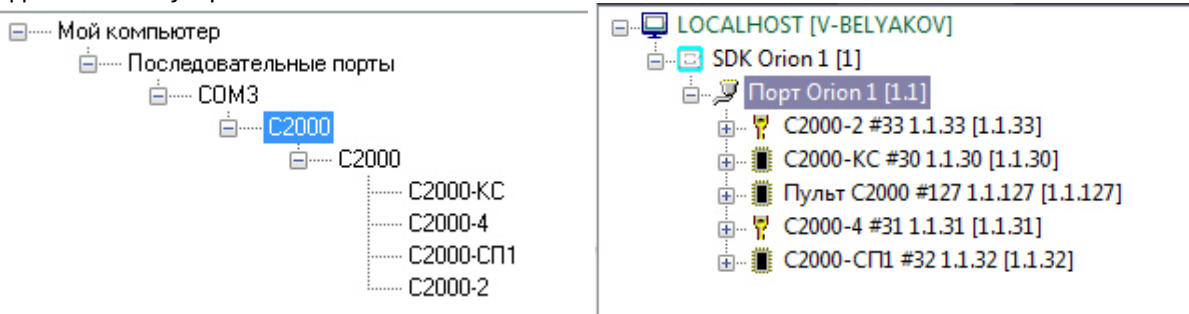 Мой компьютер
Последовательные порты
COM3
C2000
C2000
C2000-КС
C2000-4
C2000-СП1
C2000-2
LOCALHOST [V-BELYAKOV]
SDK Orion 1 [1]
Порт Orion 1 [1.1]
C2000-2 #33 1.1.33 [1.1.33]
C2000-КС #30 1.1.30 [1.1.30]
Пульт C2000 #127 1.1.127 [1.1.127]
C2000-4 #31 1.1.31 [1.1.31]
C2000-СП1 #32 1.1.32 [1.1.32]